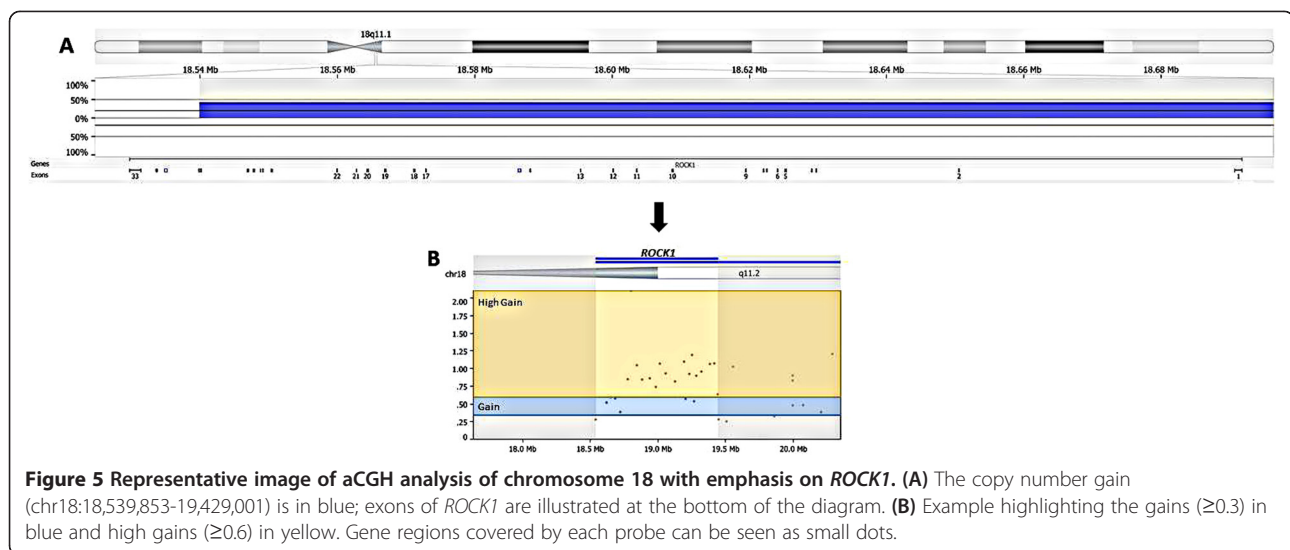 A
18q11.1
18.54 Mb 18.56 Mb 18.58 Mb 18.60 Mb 18.62 Mb 18.64 Mb 18.66 Mb 18.68 Mb
100%
50%
0%
50%
100%
Genes ROCK1
Exons 33 22 21 20 19 18 17 13 12 11 10 9 6 5 2 1
B
ROCK1
chr18 q11.2
High Gain
2.00
1.75
1.50
1.25
1.00
.75
.50
Gain
.25
0
18.0 Mb 18.5 Mb 19.0 Mb 19.5 Mb 20.0 Mb
Figure 5 Representative image of aCGH analysis of chromosome 18 with emphasis on ROCK1. (A) The copy number gain
(chr18:18,539,853-19,429,001) is in blue; exons of ROCK1 are illustrated at the bottom of the diagram. (B) Example highlighting the gains (≥0.3) in
blue and high gains (≥0.6) in yellow. Gene regions covered by each probe can be seen as small dots.